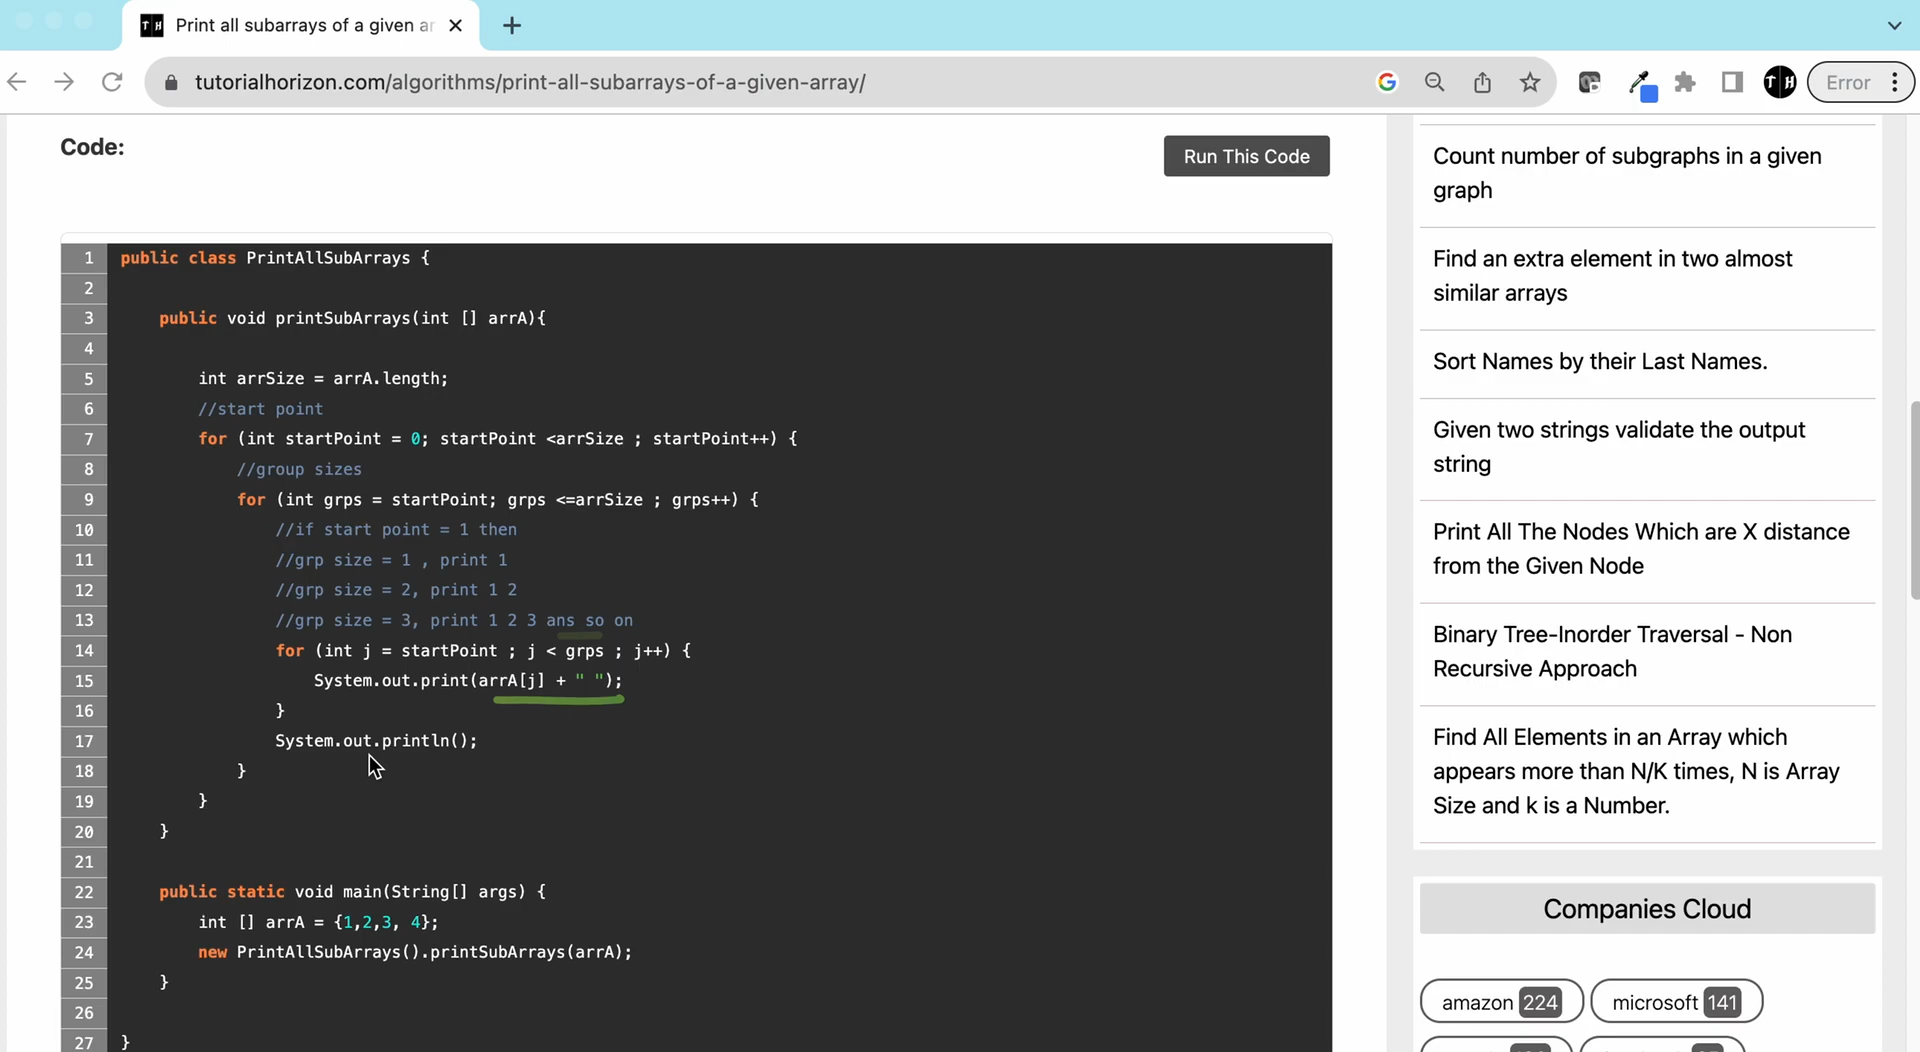 Print all subarrays of a given ar
tutorialhorizon.com/algorithms/print-all-subarrays-of-a-given-array/
Error
Code:
Run This Code
1 public class PrintAllSubArrays {
2
3 public void printSubArrays(int [] arrA){
4
5 int arrSize = arrA.length;
6 //start point
7 for (int startPoint = 0; startPoint <arrSize ; startPoint++) {
8 //group sizes
9 for (int grps = startPoint; grps <=arrSize ; grps++) {
10 //if start point = 1 then
11 //grp size = 1 , print 1
12 //grp size = 2, print 1 2
13 //grp size = 3, print 1 2 3 ans so on
14 for (int j = startPoint ; j < grps ; j++) {
15 System.out.print(arrA[j] + " ");
16 }
17 System.out.println();
18 }
19 }
20 }
21
22 public static void main(String[] args) {
23 int [] arrA = {1,2,3, 4};
24 new PrintAllSubArrays().printSubArrays(arrA);
25 }
26
27 }
Count number of subgraphs in a given
graph
Find an extra element in two almost
similar arrays
Sort Names by their Last Names.
Given two strings validate the output
string
Print All The Nodes Which are X distance
from the Given Node
Binary Tree-Inorder Traversal - Non
Recursive Approach
Find All Elements in an Array which
appears more than N/K times, N is Array
Size and k is a Number.
Companies Cloud
amazon 224 microsoft 141